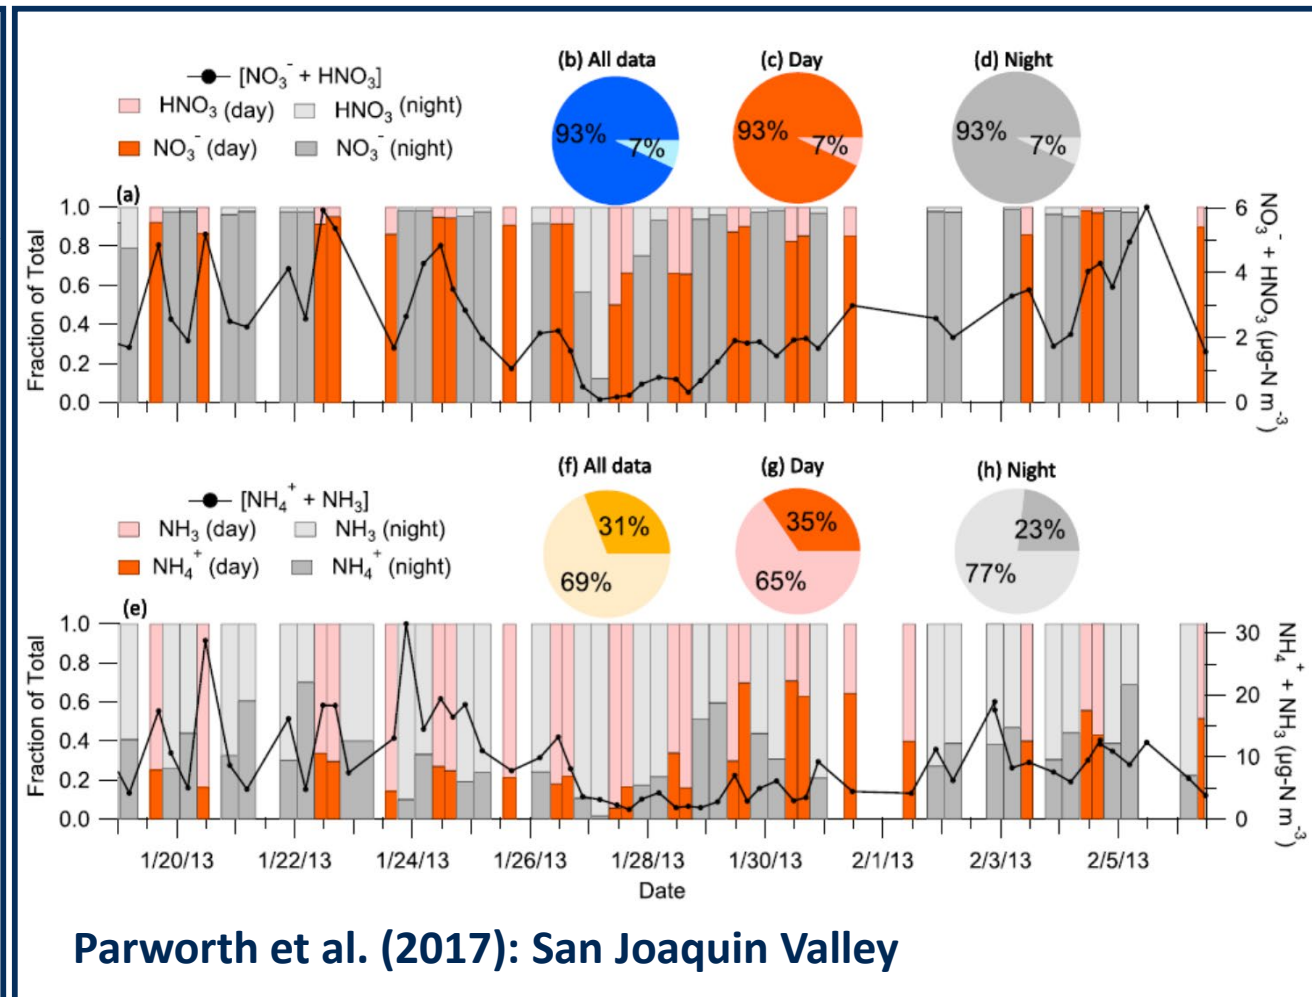 [NO₃⁻ + HNO₃]
HNO₃ (day) HNO₃ (night)
NO₃⁻ (day) NO₃⁻ (night)
(b) All data (c) Day (d) Night
93% 7% 93% 7% 93% 7%
(a)
1.0
0.8
0.6
0.4
0.2
0.0
Fraction of Total
6
4
2
0
NO₃⁻ + HNO₃ (µg-N m⁻³)
[NH₄⁺ + NH₃]
NH₃ (day) NH₃ (night)
NH₄⁺ (day) NH₄⁺ (night)
(f) All data (g) Day (h) Night
31% 35% 23%
69% 65% 77%
(e)
1.0
0.8
0.6
0.4
0.2
0.0
Fraction of Total
30
20
10
0
NH₄⁺ + NH₃ (µg-N m⁻³)
1/20/13 1/22/13 1/24/13 1/26/13 1/28/13 1/30/13 2/1/13 2/3/13 2/5/13
Date
Parworth et al. (2017): San Joaquin Valley